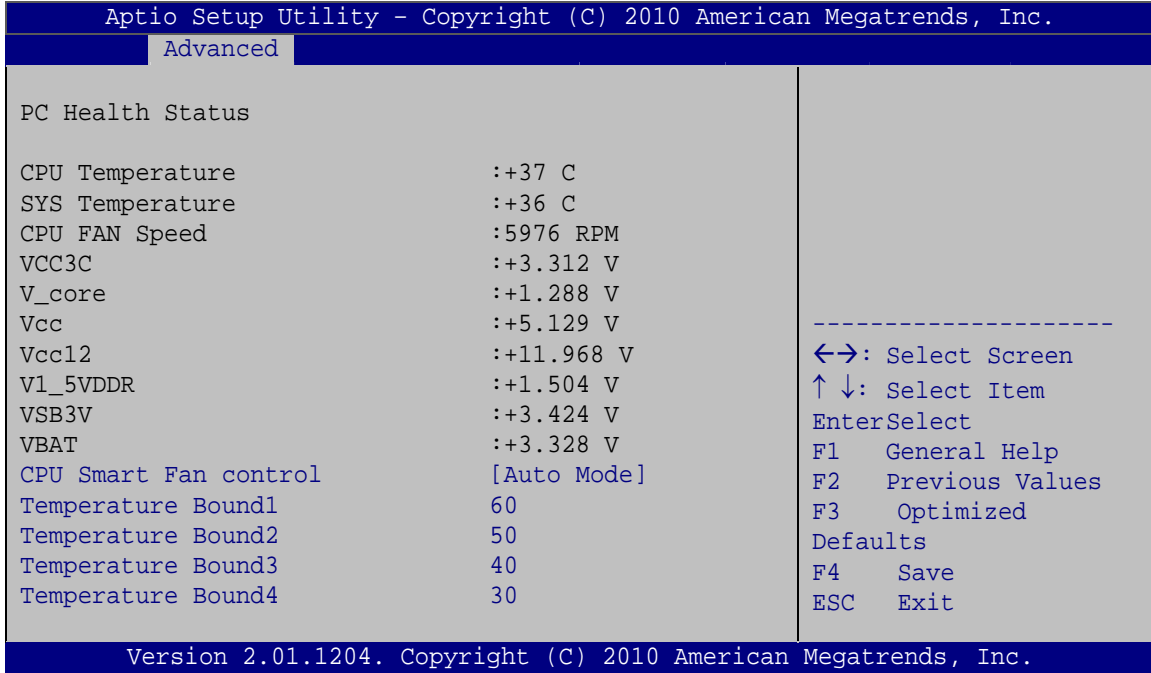 Aptio Setup Utility – Copyright (C) 2010 American Megatrends, Inc.
Advanced
PC Health Status
CPU Temperature :+37 C
SYS Temperature :+36 C
CPU FAN Speed :5976 RPM
VCC3C :+3.312 V
V_core :+1.288 V
Vcc :+5.129 V
Vcc12 :+11.968 V
V1_5VDDR :+1.504 V
VSB3V :+3.424 V
VBAT :+3.328 V
CPU Smart Fan control [Auto Mode]
Temperature Bound1 60
Temperature Bound2 50
Temperature Bound3 40
Temperature Bound4 30
---------------------
←→: Select Screen
↑ ↓: Select Item
EnterSelect
F1 General Help
F2 Previous Values
F3 Optimized
Defaults
F4 Save
ESC Exit
Version 2.01.1204. Copyright (C) 2010 American Megatrends, Inc.